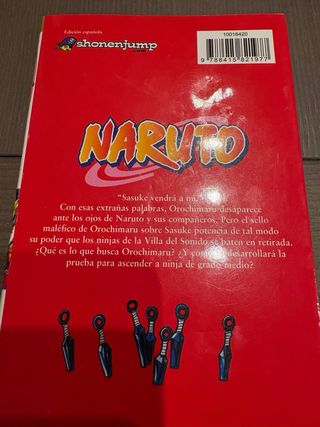 Edición española
shonenjump
10016420
9 788415 821977
NARUTO
"Sasuke vendrá a mí.
Con esas extrañas palabras, Orochimaru desaparece
ante los ojos de Naruto y sus compañeros, Pero el sello
maléfico de Orochimaru sobre Sasuke potencia de tal modo
su poder que los ninjas de la Villa del Sonido se baten en retirada.
¿Qué es lo que busca Orochimaru? ¿Y cómo se desarrollará la
prueba para ascender a ninja de grado medio?